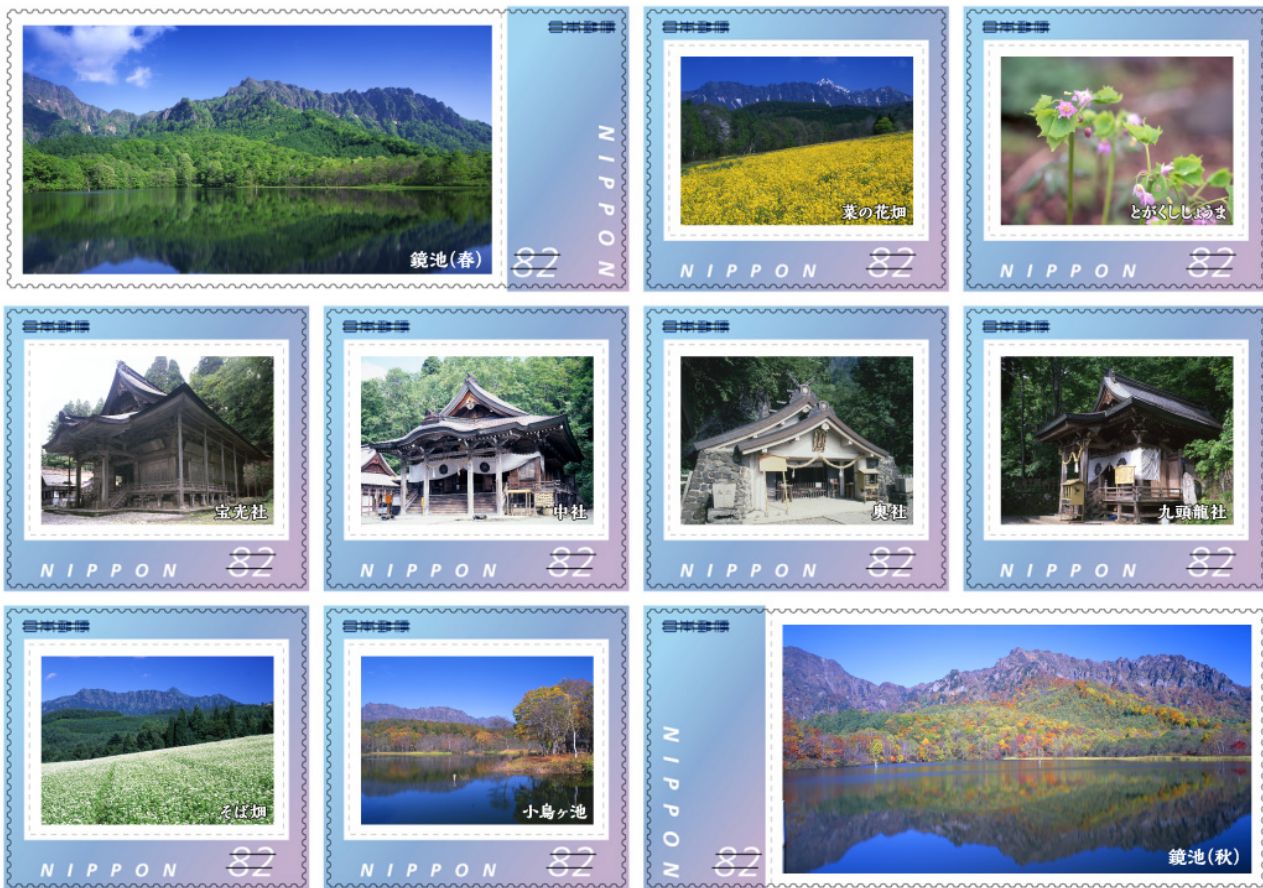 日本郵便
NIPPON
82
鏡池(春)
日本郵便
菜の花畑
NIPPON
82
日本郵便
とがくししょうま
NIPPON
82
日本郵便
宝光社
NIPPON
82
日本郵便
中社
NIPPON
82
日本郵便
奥社
NIPPON
82
日本郵便
九頭龍社
NIPPON
82
日本郵便
そば畑
NIPPON
82
日本郵便
小鳥ヶ池
NIPPON
82
日本郵便
NIPPON
82
鏡池(秋)